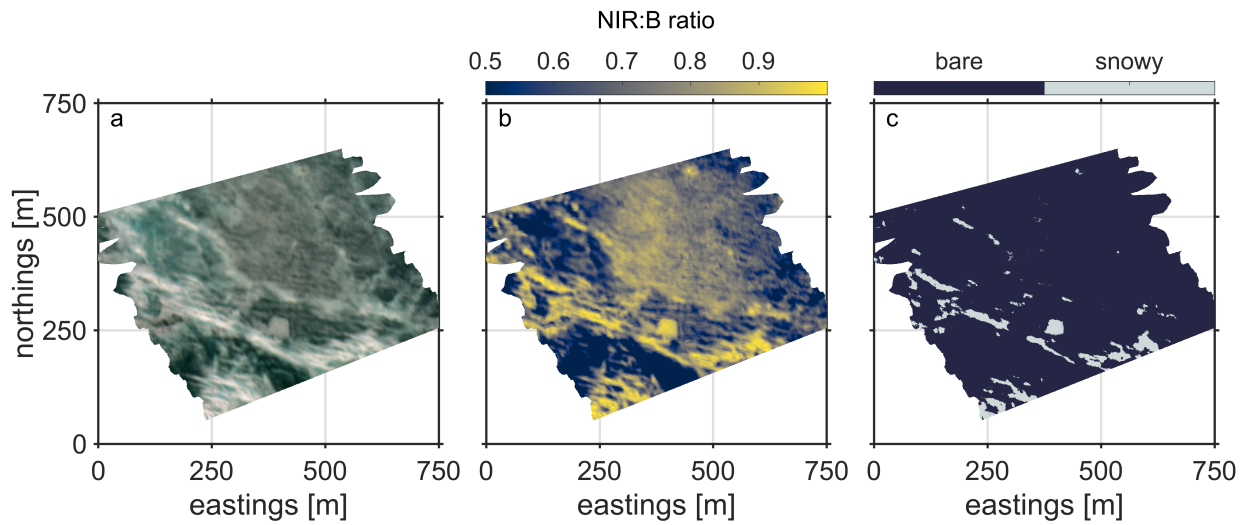 NIR:B ratio
0.5 0.6 0.7 0.8 0.9
bare snowy
a
b
c
750
500
250
0
northings [m]
0 250 500 750
0 250 500 750
0 250 500 750
eastings [m]
eastings [m]
eastings [m]